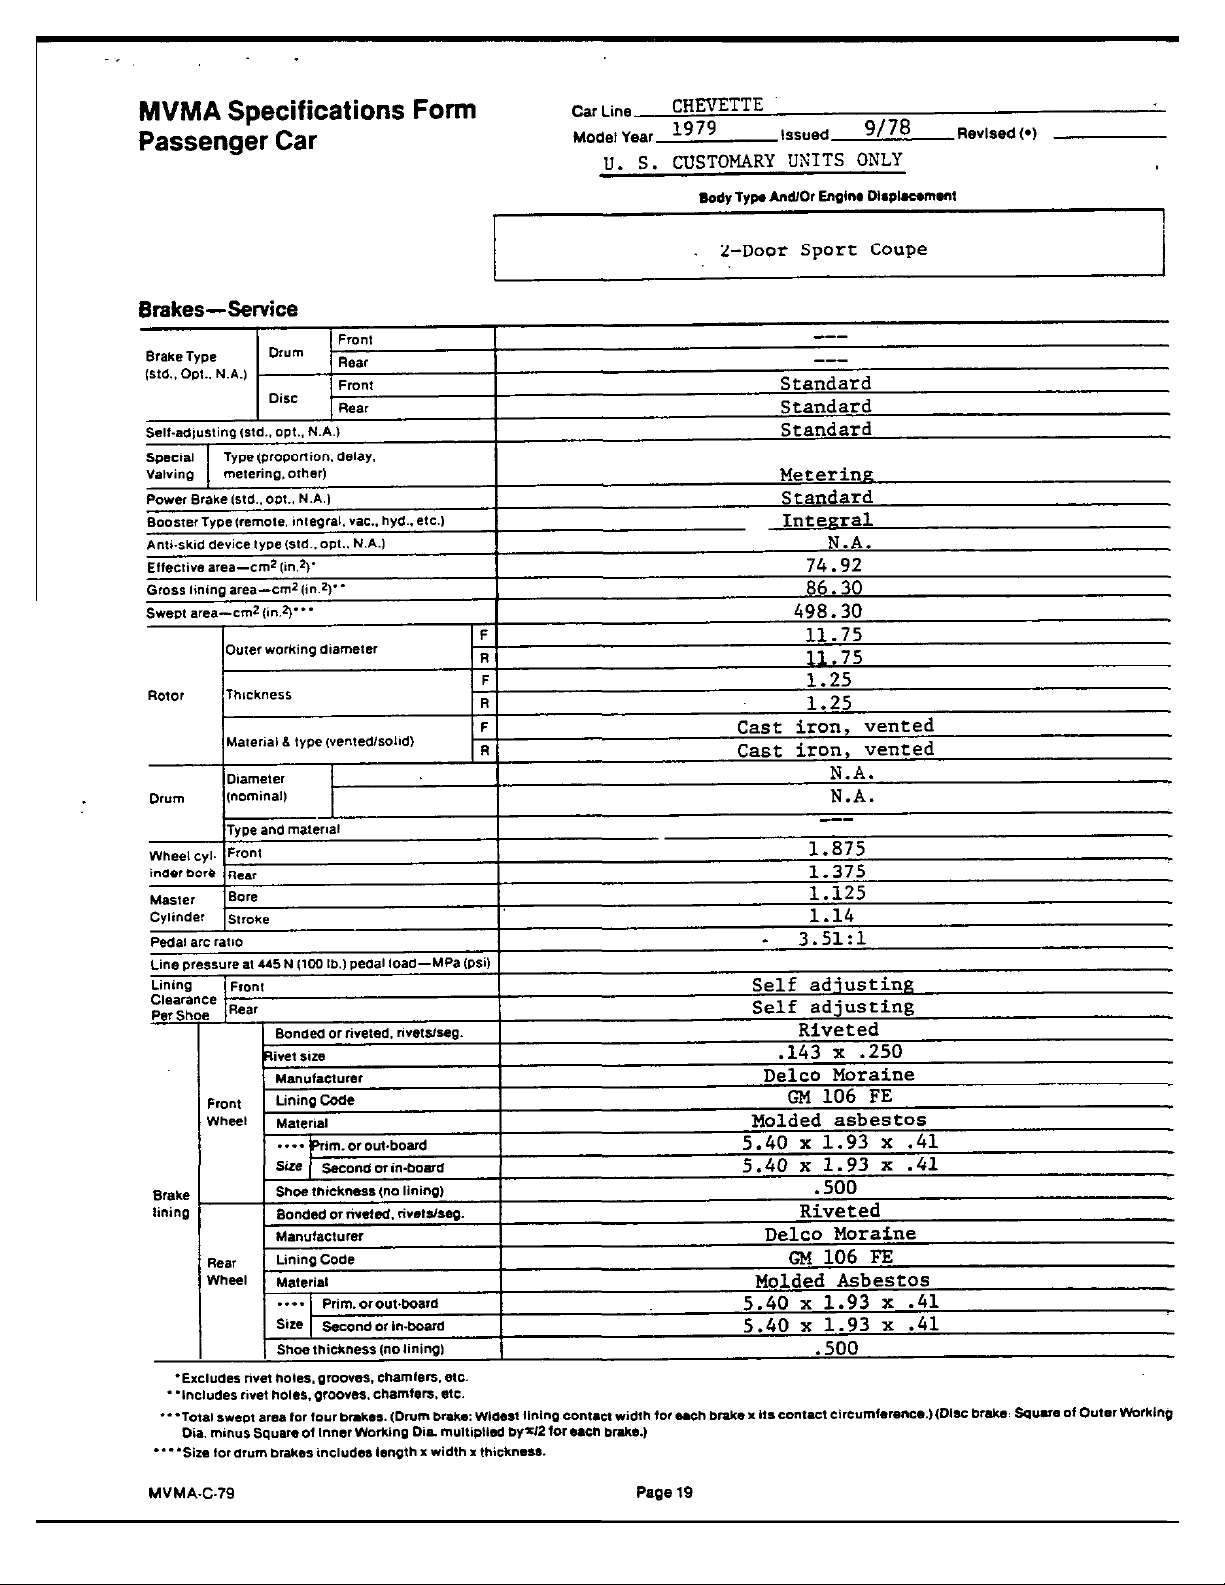 MVMA Specifications Form
Passenger Car
Car Line CHEVETTE
Model Year 1979 Issued 9/78 Revised (•)
U. S. CUSTOMARY UNITS ONLY
Body Type And/Or Engine Displacement
2-Door Sport Coupe
Brakes—Service
Brake Type (std., Opt., N.A.) Drum Front ---
Rear ---
Disc Front Standard
Rear Standard
Self-adjusting (std., opt., N.A.) Standard
Special Valving Type (proportion, delay, metering, other) Metering
Power Brake (std., opt., N.A.) Standard
Booster Type (remote, integral, vac., hyd., etc.) Integral
Anti-skid device type (std., opt., N.A.) N.A.
Effective area—cm² (in.²)* 74.92
Gross lining area—cm² (in.²)** 86.30
Swept area—cm² (in.²)*** 498.30
Rotor Outer working diameter F 11.75
R 11.75
Thickness F 1.25
R 1.25
Material & type (vented/solid) F Cast iron, vented
R Cast iron, vented
Drum Diameter (nominal) N.A.
N.A.
Type and material ---
Wheel cylinder bore Front 1.875
Rear 1.375
Master Cylinder Bore 1.125
Stroke 1.14
Pedal arc ratio 3.51:1
Line pressure at 445 N (100 lb.) pedal load—MPa (psi)
Lining Clearance Per Shoe Front Self adjusting
Rear Self adjusting
Brake lining Front Wheel Bonded or riveted, rivets/seg. Riveted
Rivet size .143 x .250
Manufacturer Delco Moraine
Lining Code GM 106 FE
Material Molded asbestos
**** Size Prim. or out-board 5.40 x 1.93 x .41
Second or in-board 5.40 x 1.93 x .41
Shoe thickness (no lining) .500
Rear Wheel Bonded or riveted, rivets/seg. Riveted
Manufacturer Delco Moraine
Lining Code GM 106 FE
Material Molded Asbestos
**** Size Prim. or out-board 5.40 x 1.93 x .41
Second or in-board 5.40 x 1.93 x .41
Shoe thickness (no lining) .500
*Excludes rivet holes, grooves, chamfers, etc.
**Includes rivet holes, grooves, chamfers, etc.
***Total swept area for four brakes. (Drum brake: Widest lining contact width for each brake x its contact circumference.) (Disc brake: Square of Outer Working
Dia. minus Square of Inner Working Dia. multiplied by π/2 for each brake.)
****Size for drum brakes includes length x width x thickness.
MVMA-C-79 Page 19